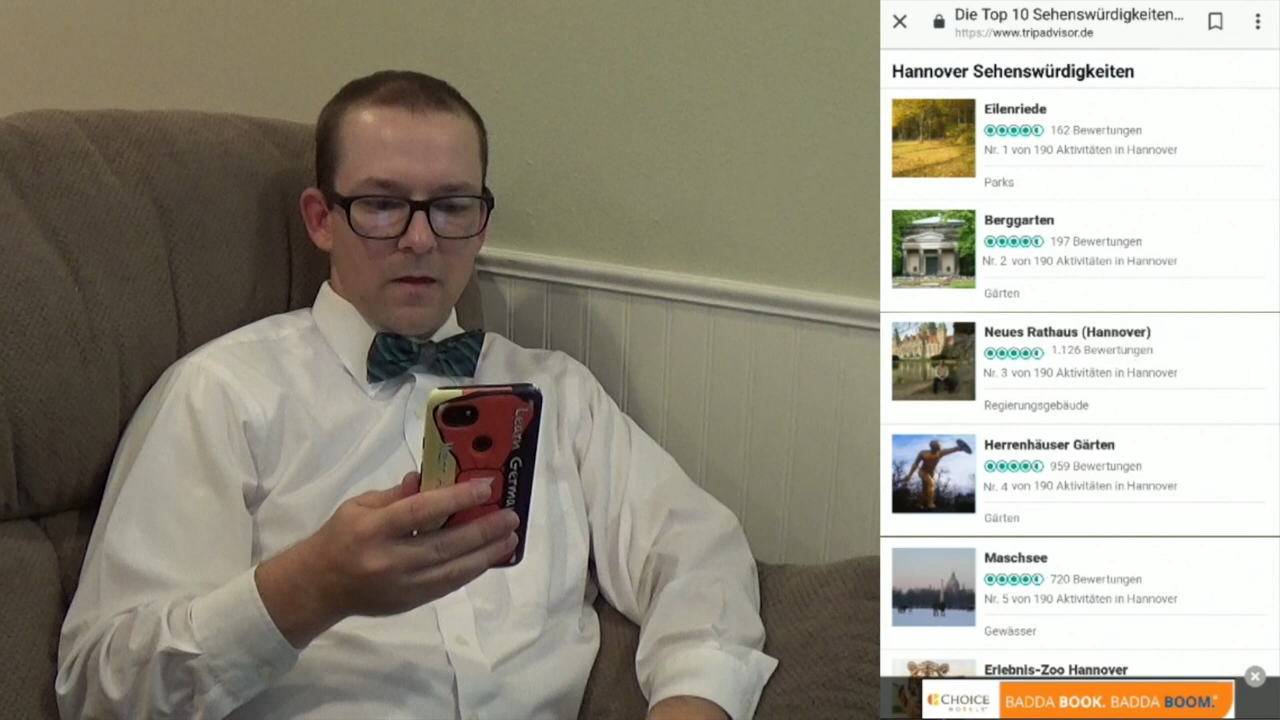 Die Top 10 Sehenswürdigkeiten…
https://www.tripadvisor.de
Hannover Sehenswürdigkeiten
Eilenriede
162 Bewertungen
Nr. 1 von 190 Aktivitäten in Hannover
Parks
Berggarten
197 Bewertungen
Nr. 2 von 190 Aktivitäten in Hannover
Gärten
Neues Rathaus (Hannover)
1.126 Bewertungen
Nr. 3 von 190 Aktivitäten in Hannover
Regierungsgebäude
Herrenhäuser Gärten
959 Bewertungen
Nr. 4 von 190 Aktivitäten in Hannover
Gärten
Maschsee
720 Bewertungen
Nr. 5 von 190 Aktivitäten in Hannover
Gewässer
Erlebnis-Zoo Hannover
CHOICE HOTELS
BADDA BOOK. BADDA BOOM.
Learn German